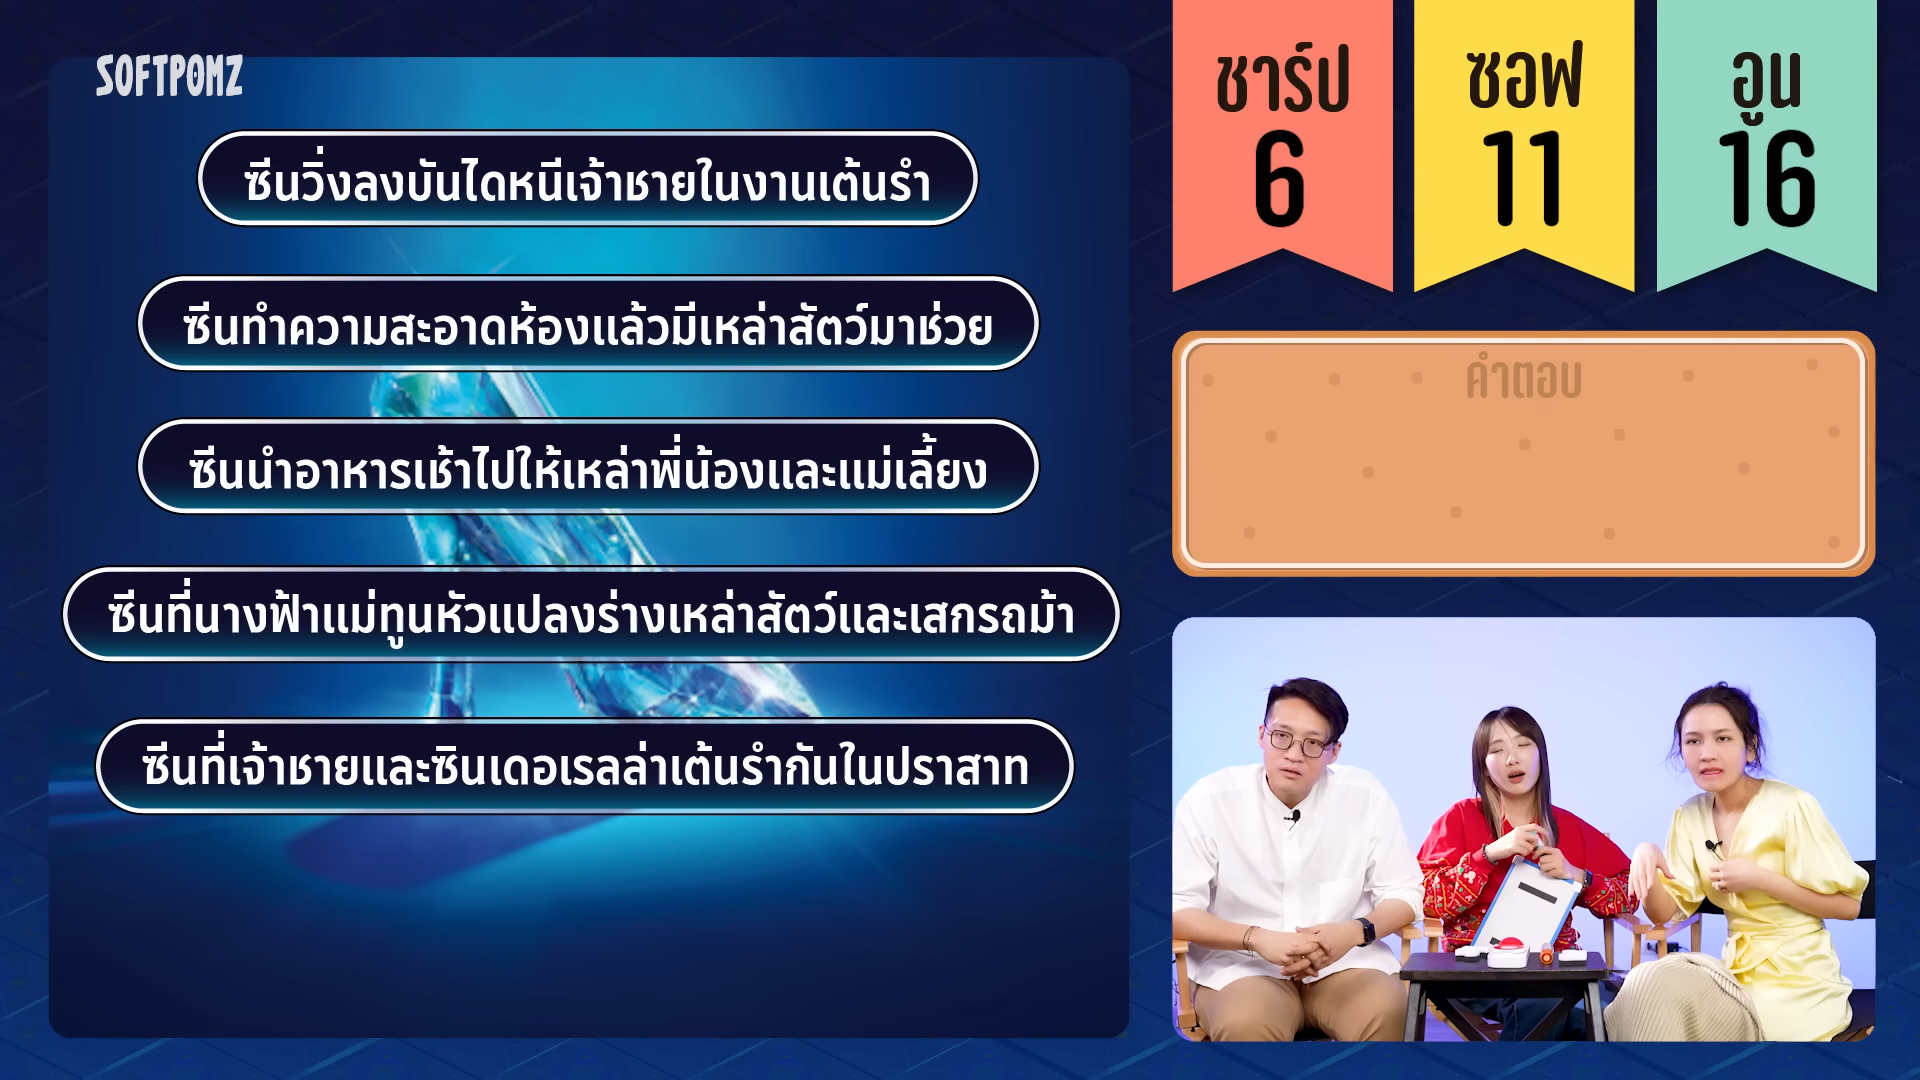 SOFTPOMZ
ซีนวิ่งลงบันไดหนีเจ้าชายในงานเต้นรำ
ซีนทำความสะอาดห้องแล้วมีเหล่าสัตว์มาช่วย
ซีนนำอาหารเช้าไปให้เหล่าพี่น้องและแม่เลี้ยง
ซีนที่นางฟ้าแม่ทูนหัวแปลงร่างเหล่าสัตว์และเสกรถม้า
ซีนที่เจ้าชายและซินเดอเรลล่าเต้นรำกันในปราสาท
ชาร์ป
6
ซอฟ
11
อูน
16
คำตอบ